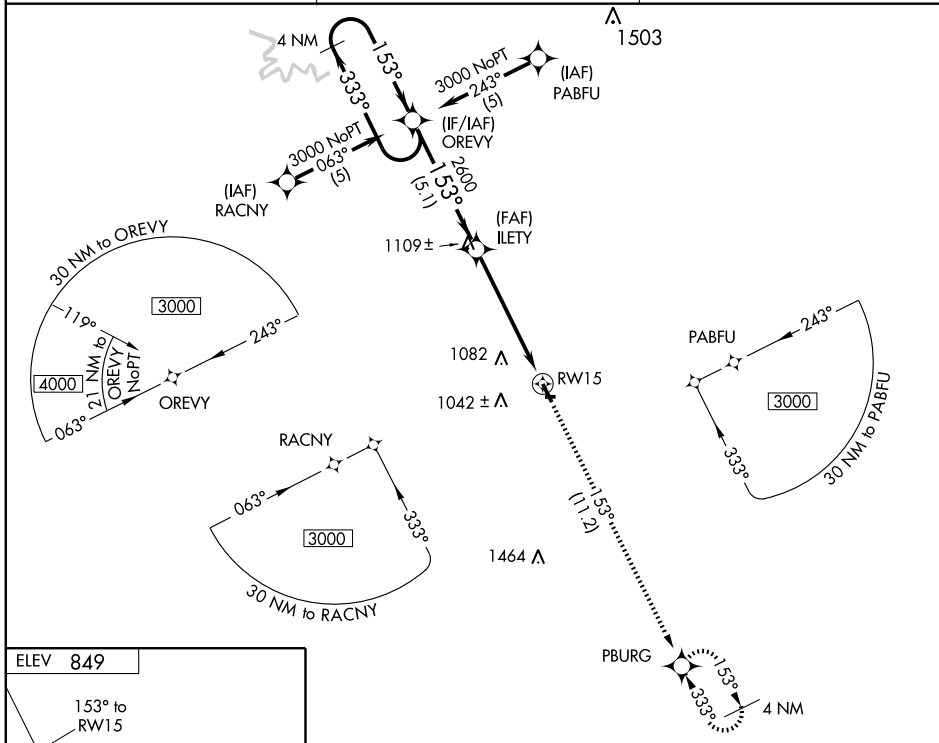 1503
4 NM
153°
333°
3000 NoPT
243°
(5)
(IAF)
PABFU
(IF/IAF)
OREVY
3000 NoPT
063°
(5)
(IAF)
RACNY
2600
153°
(5.1)
(FAF)
ILETY
1109 ±
30 NM to OREVY
3000
119°
243°
4000
21 NM to
OREVY
NoPT
063°
OREVY
1082
RW15
1042 ±
PABFU
243°
3000
333°
30 NM to PABFU
RACNY
063°
333°
3000
30 NM to RACNY
153°
(11.2)
1464
PBURG
153°
333°
4 NM
ELEV 849
153° to
RW15